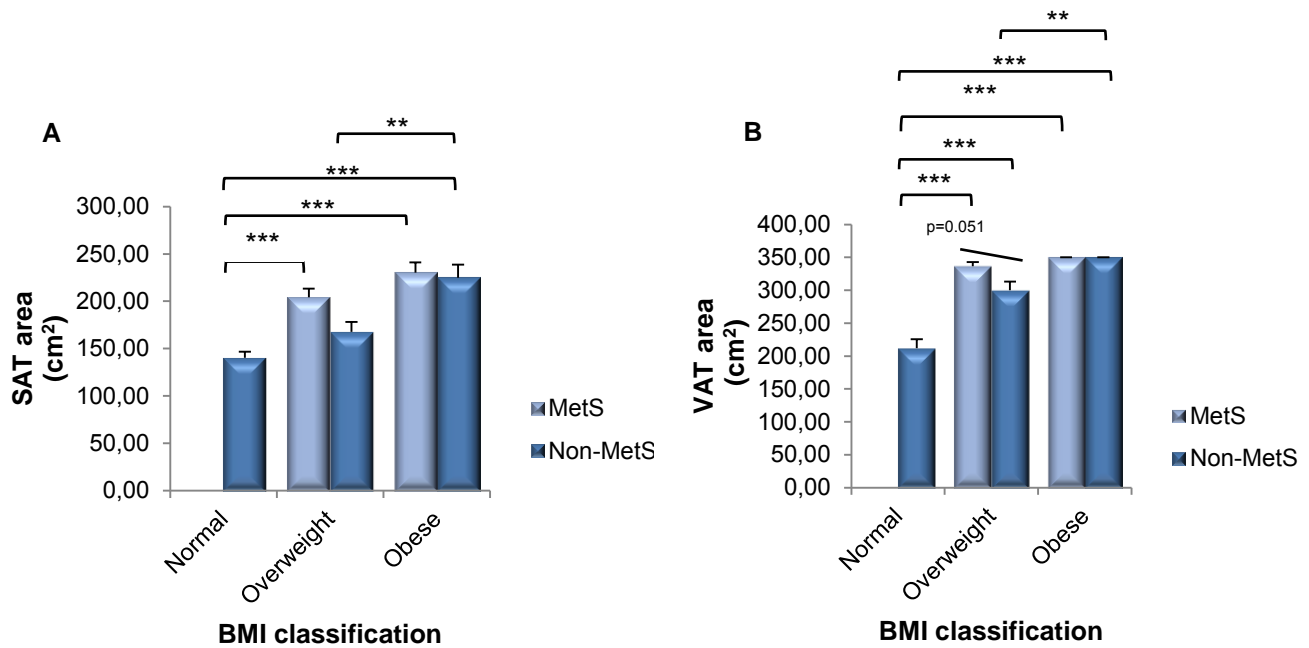 A
**
***
***
***
300,00
250,00
200,00
150,00
100,00
50,00
0,00
SAT area
(cm²)
Normal
Overweight
Obese
BMI classification
MetS
Non-MetS
B
**
***
***
***
***
p=0.051
400,00
350,00
300,00
250,00
200,00
150,00
100,00
50,00
0,00
VAT area
(cm²)
Normal
Overweight
Obese
BMI classification
MetS
Non-MetS